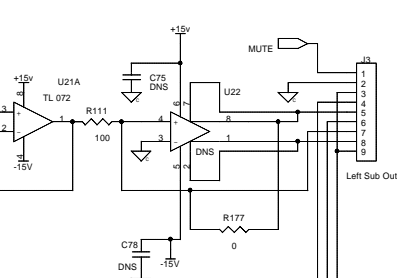 +15v
MUTE
J3
+15v
U21A
C75
DNS
1
TL 072
2
8
C
U22
C
3
6
7
4
3
R111
5
1
4
8
6
2
7
100
3
1
8
C
DNS
9
4
5
2
-15V
Left Sub Out
R177
C78
0
DNS
-15V